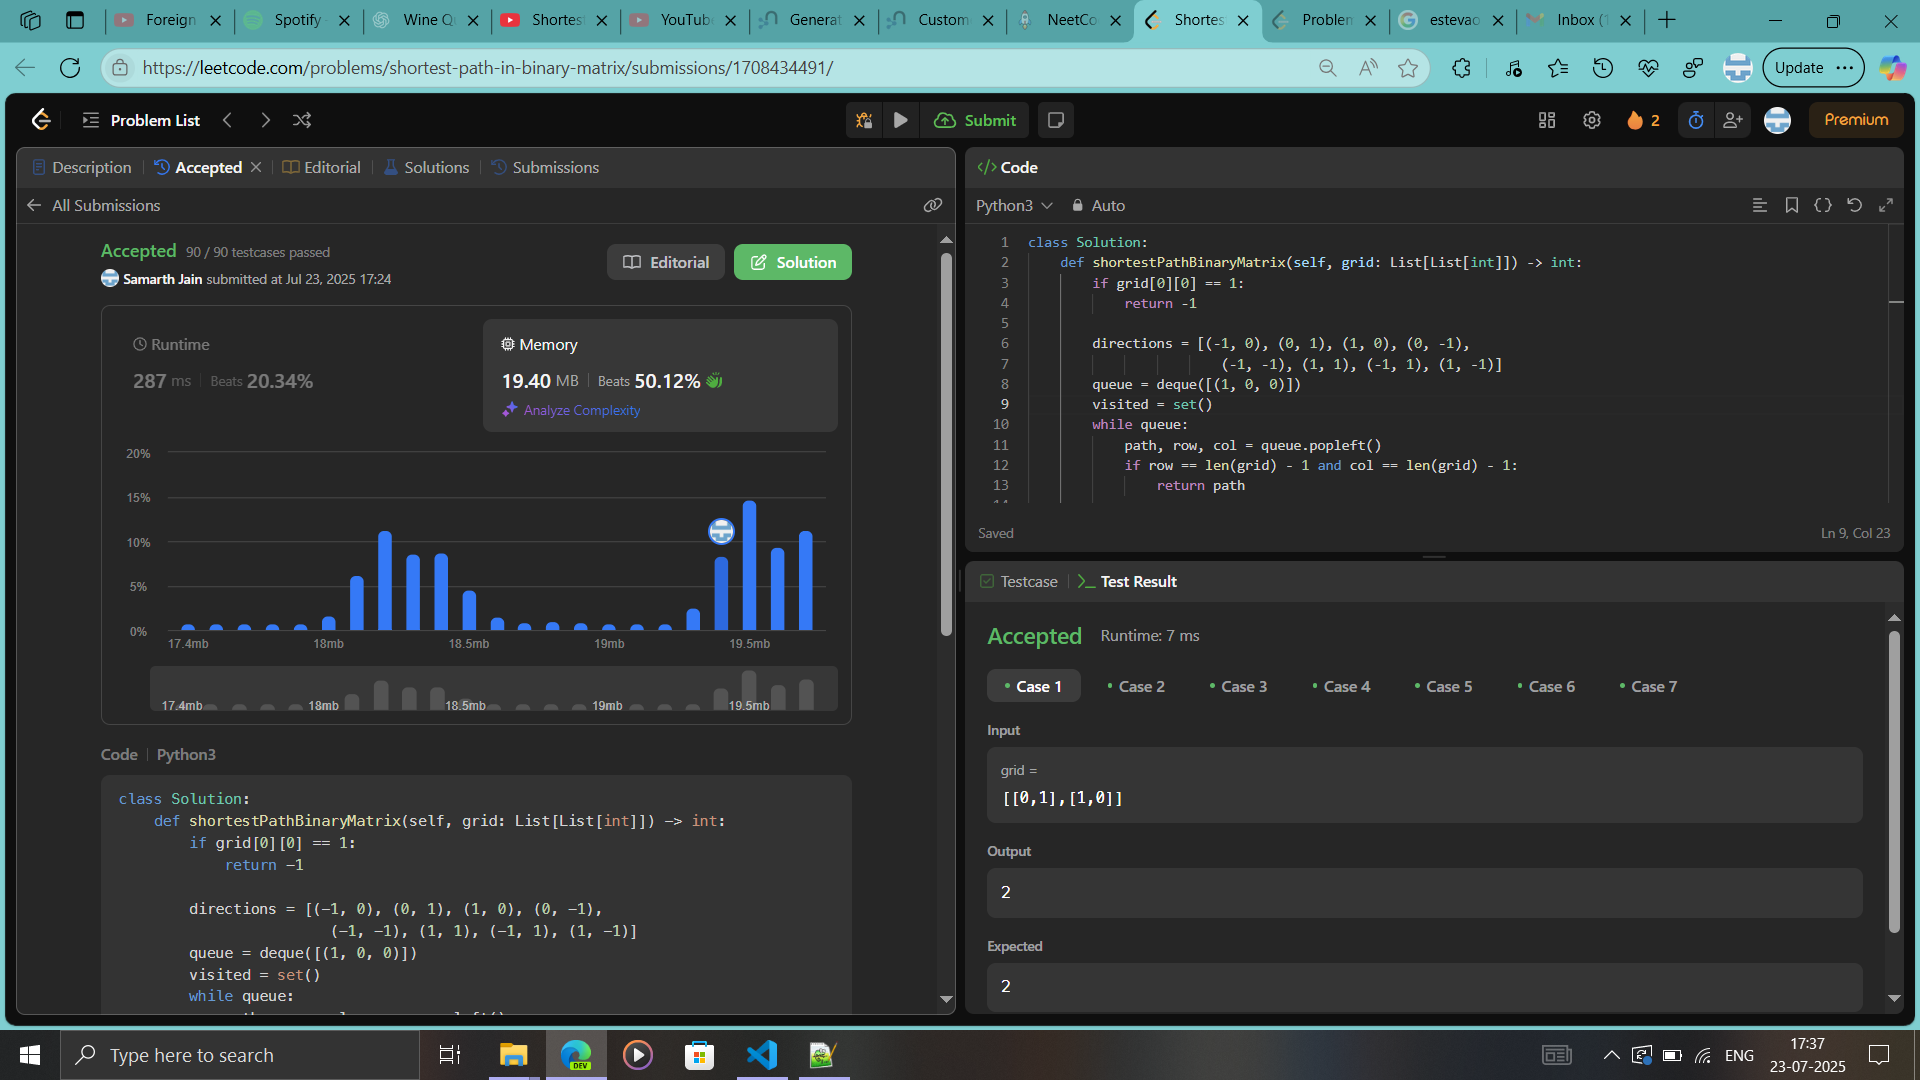 Foreign
Spotify
Wine Q
Shortes
YouTub
Generat
Custom
NeetCo
Shortes
Problem
estevao
Inbox (1
https://leetcode.com/problems/shortest-path-in-binary-matrix/submissions/1708434491/
Update
Problem List
Submit
2
Premium
Description
Accepted
Editorial
Solutions
Submissions
All Submissions
Accepted 90 / 90 testcases passed
Samarth Jain submitted at Jul 23, 2025 17:24
Editorial
Solution
Runtime
287 ms Beats 20.34%
Memory
19.40 MB Beats 50.12%
Analyze Complexity
20%
15%
10%
5%
0%
17.4mb 18mb 18.5mb 19mb 19.5mb
17.4mb 18mb 18.5mb 19mb 19.5mb
Code Python3
class Solution:
def shortestPathBinaryMatrix(self, grid: List[List[int]]) -> int:
if grid[0][0] == 1:
return -1
directions = [(-1, 0), (0, 1), (1, 0), (0, -1),
(-1, -1), (1, 1), (-1, 1), (1, -1)]
queue = deque([(1, 0, 0)])
visited = set()
while queue:
</> Code
Python3 Auto
1 class Solution:
2 def shortestPathBinaryMatrix(self, grid: List[List[int]]) -> int:
3 if grid[0][0] == 1:
4 return -1
5
6 directions = [(-1, 0), (0, 1), (1, 0), (0, -1),
7 (-1, -1), (1, 1), (-1, 1), (1, -1)]
8 queue = deque([(1, 0, 0)])
9 visited = set()
10 while queue:
11 path, row, col = queue.popleft()
12 if row == len(grid) - 1 and col == len(grid) - 1:
13 return path
Saved
Ln 9, Col 23
Testcase
Test Result
Accepted Runtime: 7 ms
Case 1 Case 2 Case 3 Case 4 Case 5 Case 6 Case 7
Input
grid =
[[0,1],[1,0]]
Output
2
Expected
2
Type here to search
DEV
ENG
17:37
23-07-2025